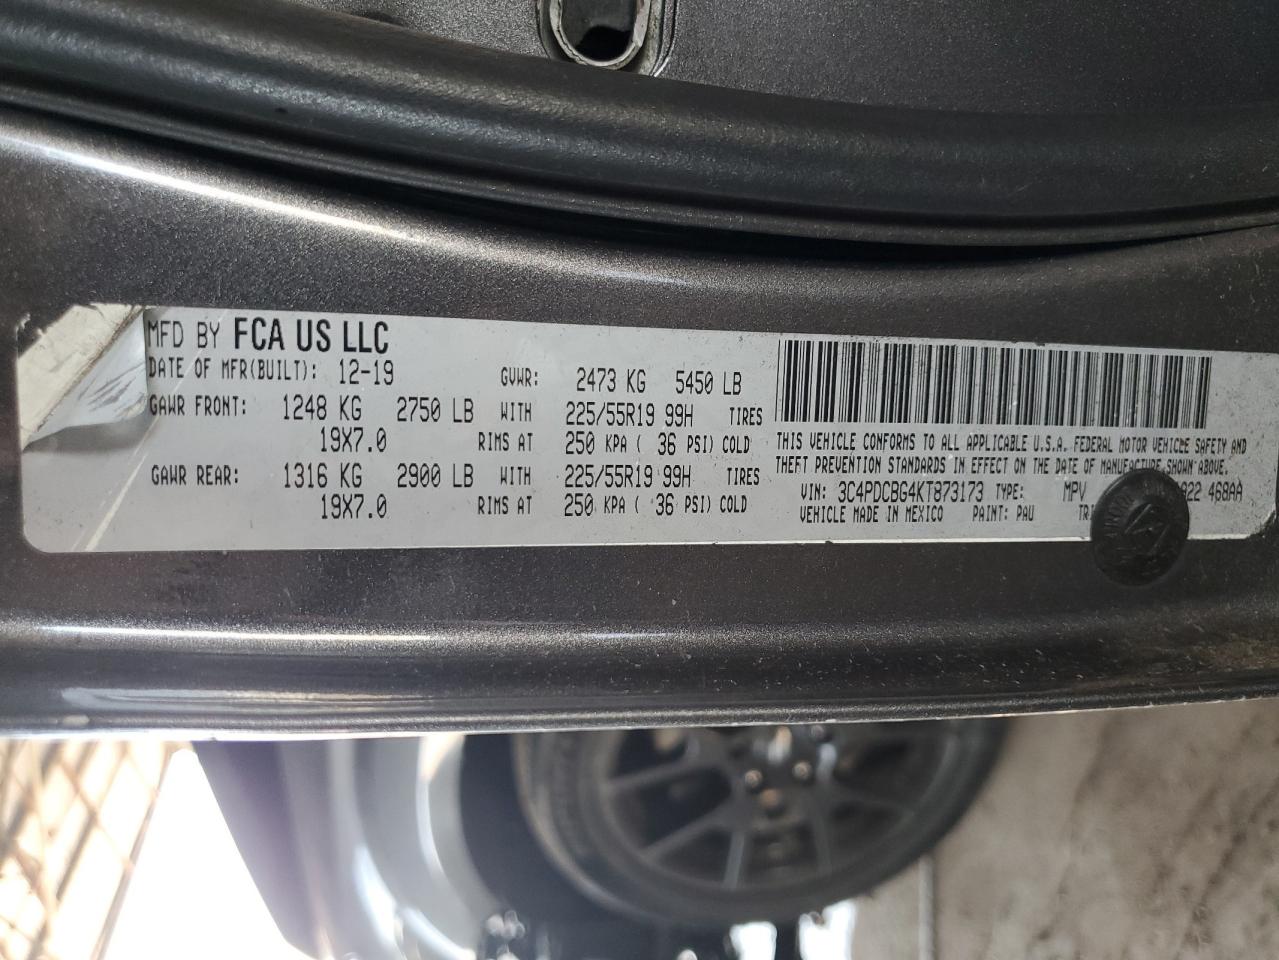 MFD BY FCA US LLC
DATE OF MFR(BUILT): 12-19 GVWR: 2473 KG 5450 LB
GAWR FRONT: 1248 KG 2750 LB WITH 225/55R19 99H TIRES
19X7.0 RIMS AT 250 KPA ( 36 PSI) COLD
GAWR REAR: 1316 KG 2900 LB WITH 225/55R19 99H TIRES
19X7.0 RIMS AT 250 KPA ( 36 PSI) COLD
THIS VEHICLE CONFORMS TO ALL APPLICABLE U.S.A. FEDERAL MOTOR VEHICLE SAFETY AND
THEFT PREVENTION STANDARDS IN EFFECT ON THE DATE OF MANUFACTURE SHOWN ABOVE.
VIN: 3C4PDCBG4KT873173 TYPE: MPV 468AA
VEHICLE MADE IN MEXICO PAINT: PAU